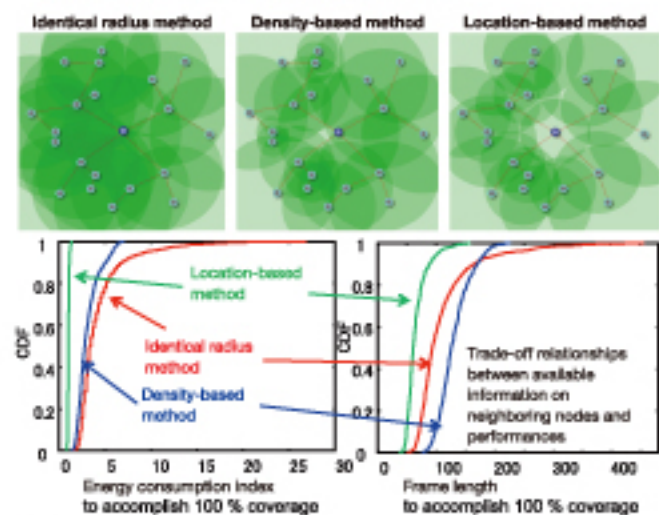 Identical radius method
Density-based method
Location-based method
1
0.8
0.6
0.4
0.2
0
CDF
0
5
10
15
20
25
30
Energy consumption index
to accomplish 100 % coverage
Location-based
method
Identical radius
method
Density-based
method
1
0.8
0.6
0.4
0.2
0
CDF
0
100
200
300
400
Frame length
to accomplish 100 % coverage
Trade-off relationships
between available
information on
neighboring nodes and
performances